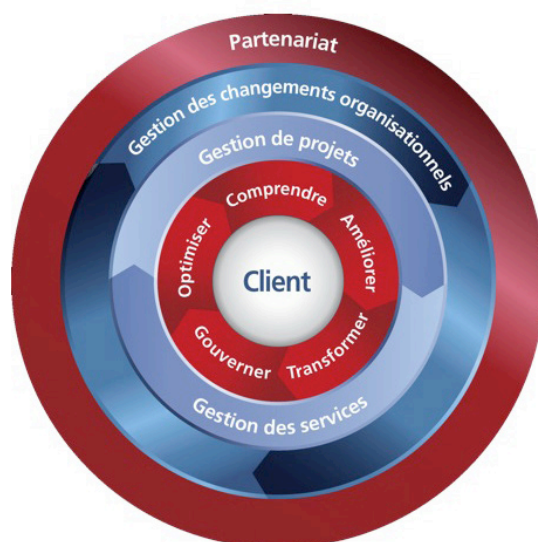 Partenariat
Gestion des changements organisationnels
Gestion de projets
Comprendre
Améliorer
Transformer
Gouverner
Optimiser
Client
Gestion des services